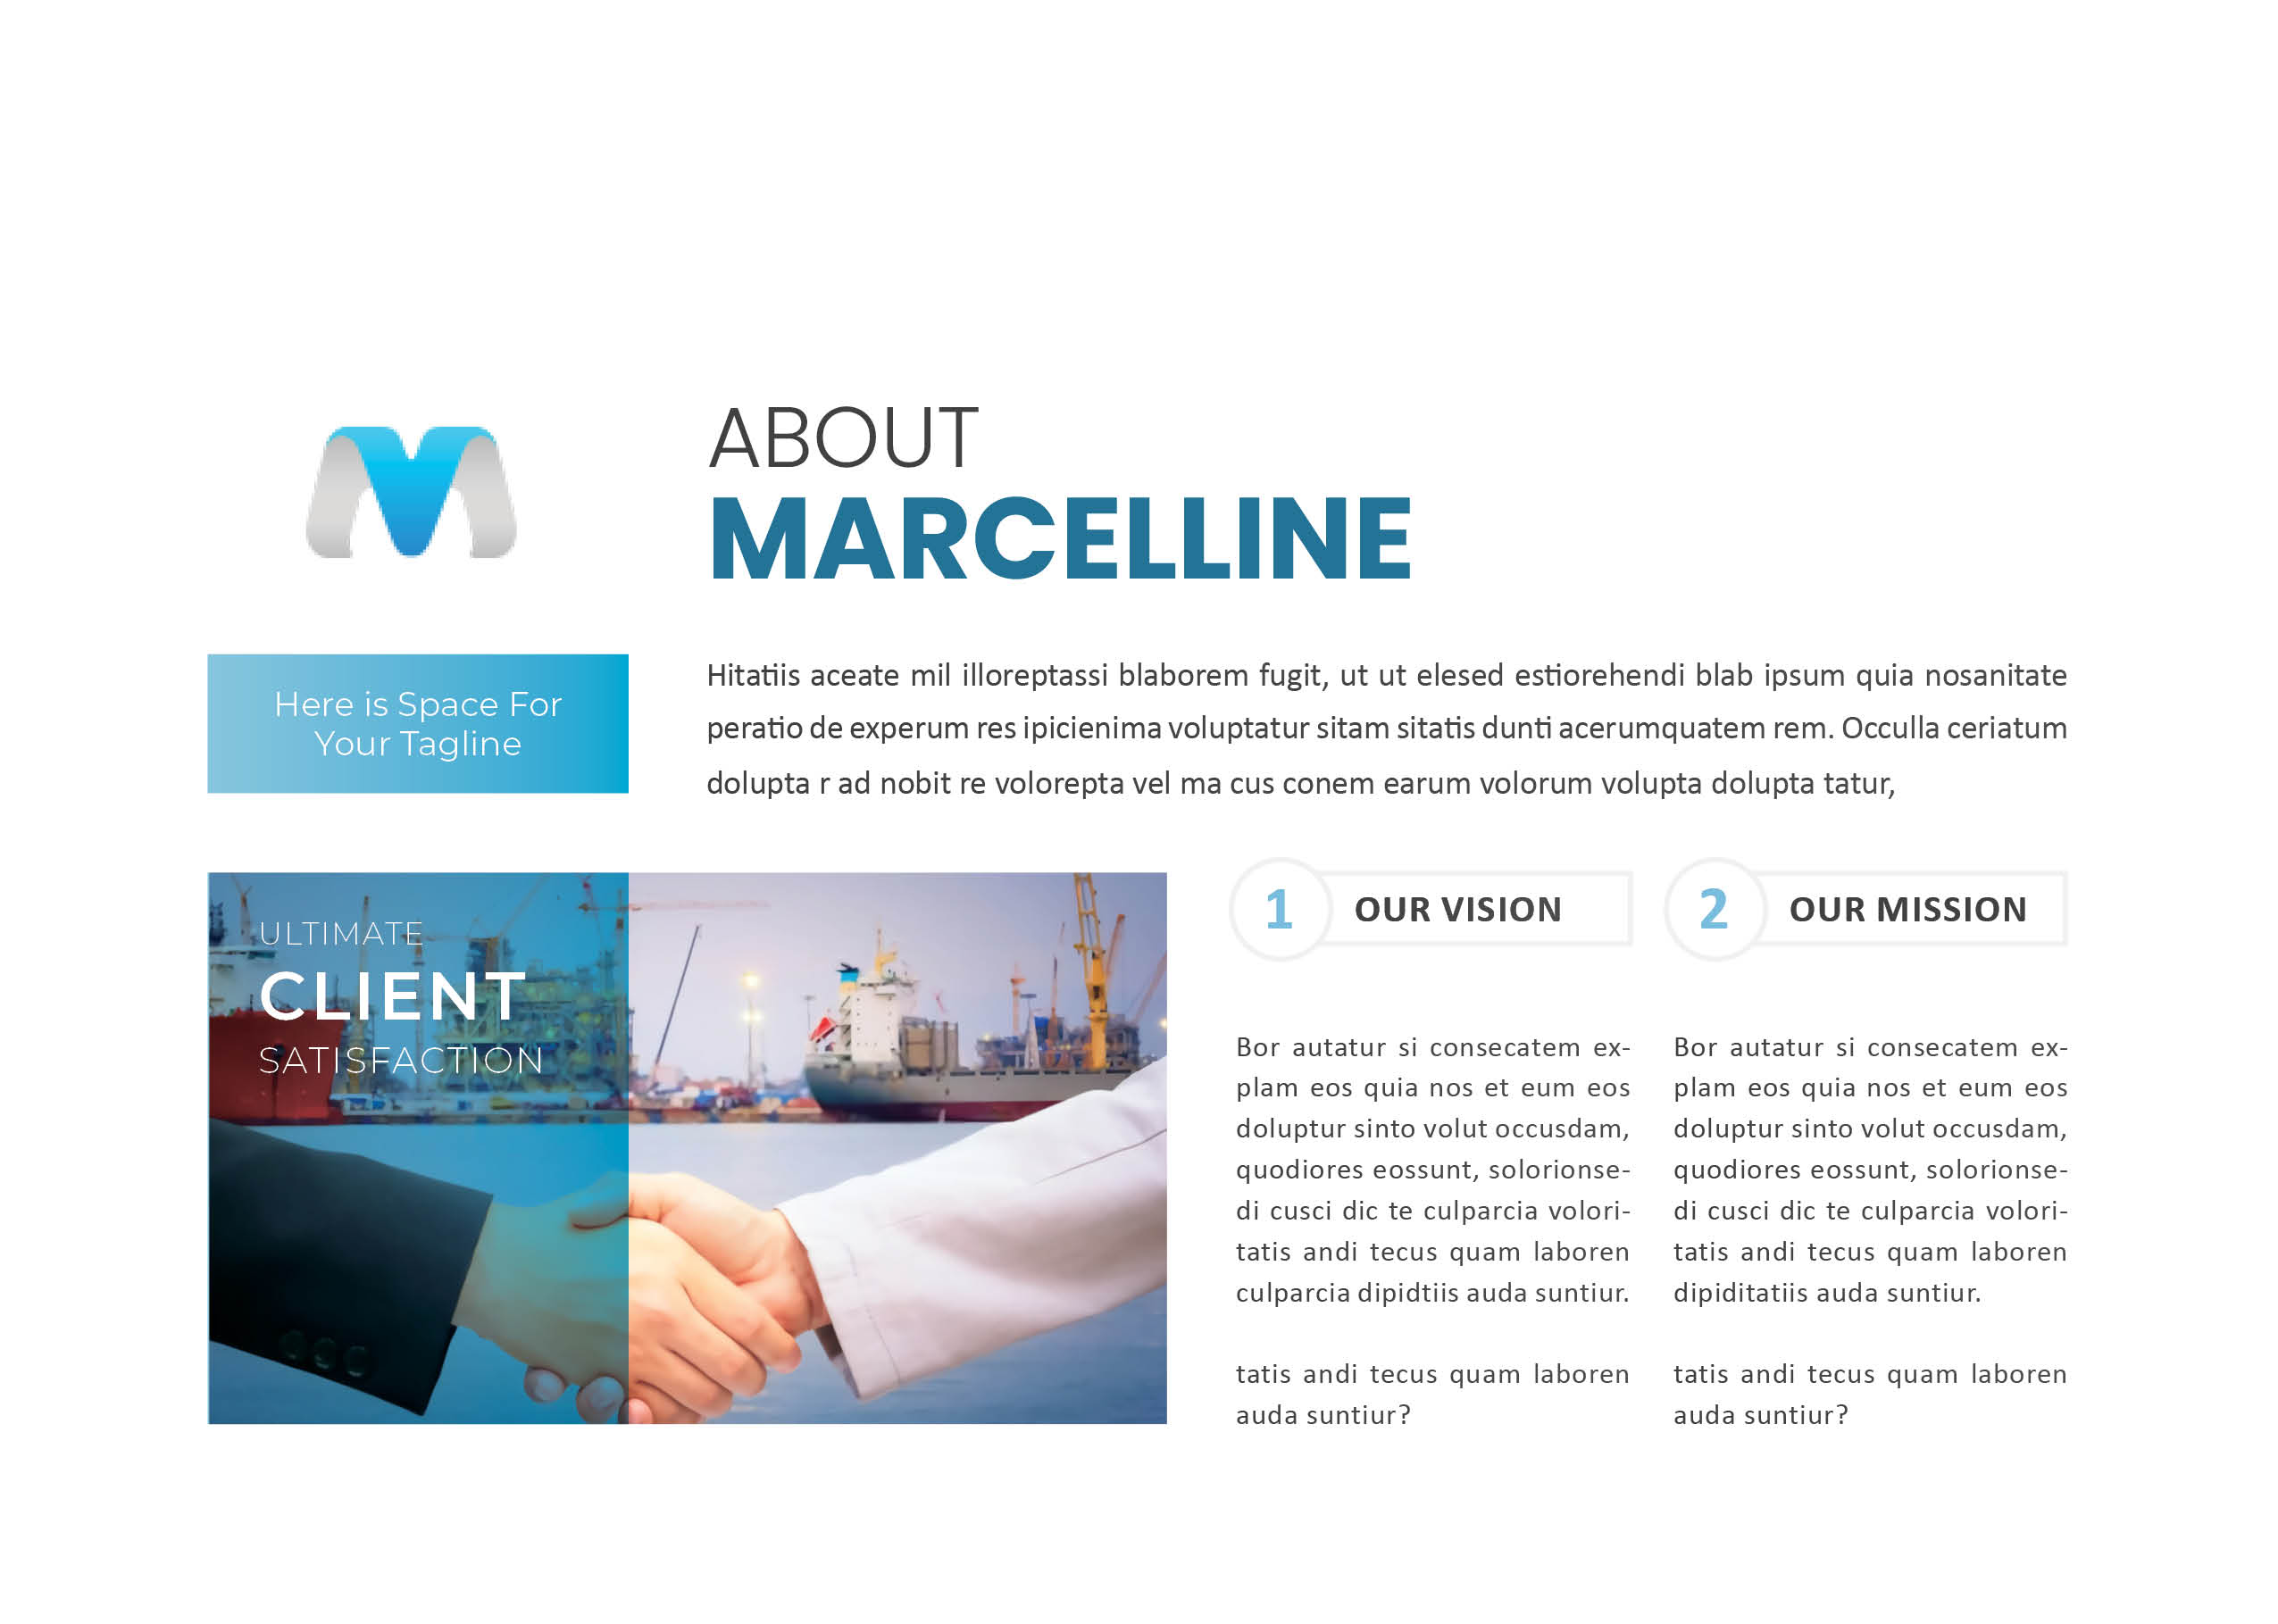 ABOUT
MARCELLINE
Here is Space For
Your Tagline
Hitatiis aceate mil illoreptassi blaborem fugit, ut ut elesed estiorehendi blab ipsum quia nosanitate
peratio de experum res ipicienima voluptatur sitam sitatis dunti acerumquatem rem. Occulla ceriatum
dolupta r ad nobit re volorepta vel ma cus conem earum volorum volupta dolupta tatur,
ULTIMATE
CLIENT
SATISFACTION
1 OUR VISION
Bor autatur si consecatem ex-
plam eos quia nos et eum eos
doluptur sinto volut occusdam,
quodiores eossunt, solorionse-
di cusci dic te culparcia volori-
tatis andi tecus quam laboren
culparcia dipidtiis auda suntiur.
tatis andi tecus quam laboren
auda suntiur?
2 OUR MISSION
Bor autatur si consecatem ex-
plam eos quia nos et eum eos
doluptur sinto volut occusdam,
quodiores eossunt, solorionse-
di cusci dic te culparcia volori-
tatis andi tecus quam laboren
dipiditatiis auda suntiur.
tatis andi tecus quam laboren
auda suntiur?